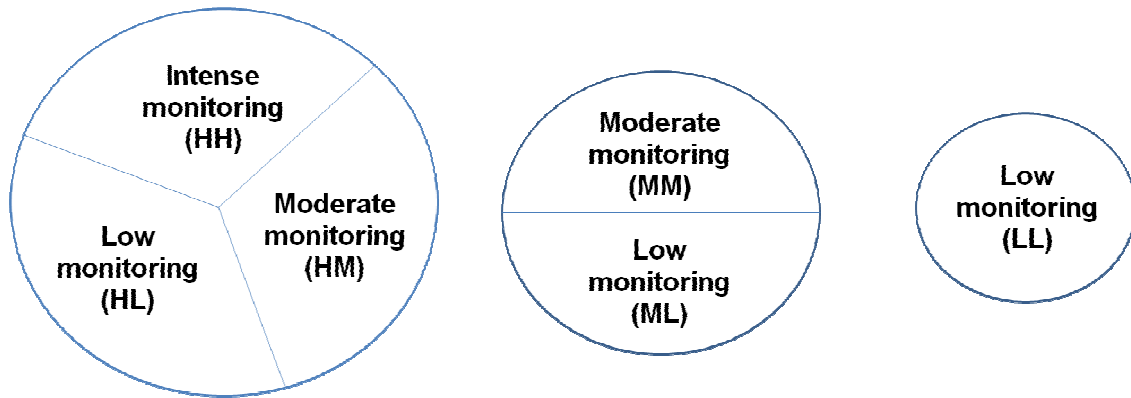 Intense
monitoring
(HH)
Moderate
monitoring
(HM)
Low
monitoring
(HL)
Moderate
monitoring
(MM)
Low
monitoring
(ML)
Low
monitoring
(LL)